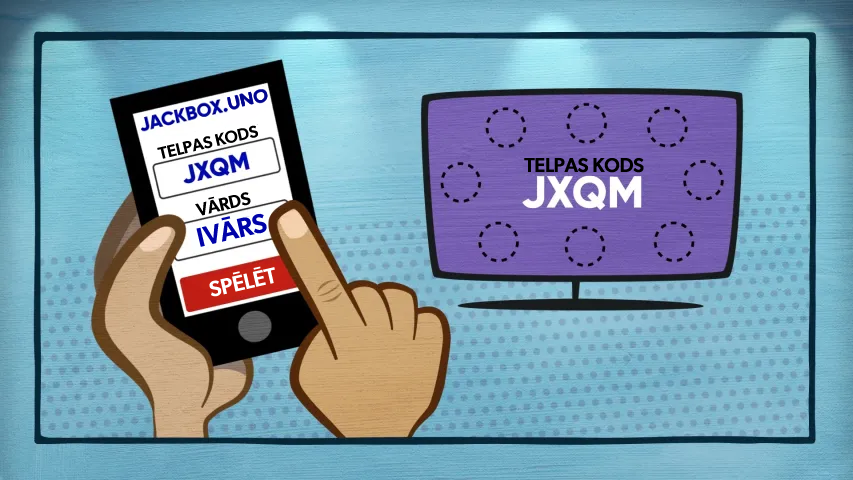 JACKBOX.UNO
TELPAS KODS
JXQM
VĀRDS
IVĀRS
SPĒLĒT
TELPAS KODS
JXQM